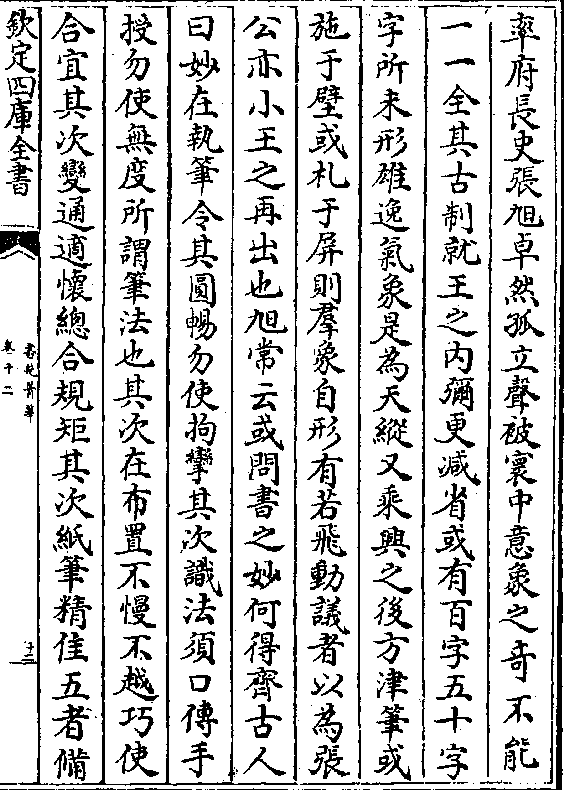 率府長史張旭卓然孤立聲被寰中意象之奇不能
一一全其古制就王之内彌更減省或有百字五十字
字所未形雄逸氣象是為天縱又乘興之後方津筆或
施于壁或札于屏則羣象自形有若飛動議者以為張
公亦小王之再出也旭常云或問書之妙何得齊古人
曰妙在執筆令其圓暢勿使拘攣其次識法須口傳手
授勿使無度所謂筆法也其次在布置不慢不越巧使
合宜其次變通適懷縱合規矩其次紙筆精佳五者備
欽定四庫全書
書苑菁華
卷十二
十三